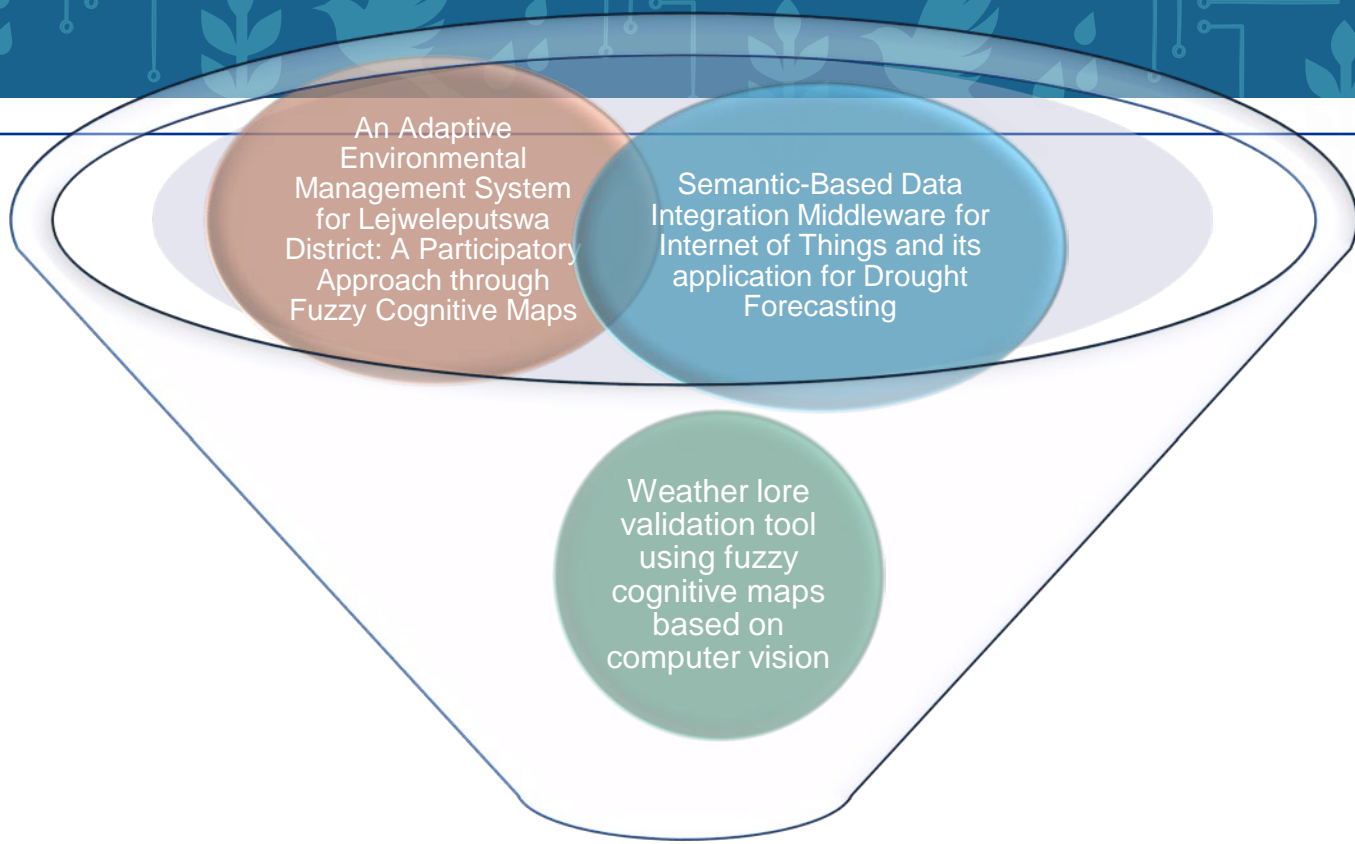 An Adaptive
Environmental
Management System
for Lejweleputswa
District: A Participatory
Approach through
Fuzzy Cognitive Maps
Semantic-Based Data
Integration Middleware for
Internet of Things and its
application for Drought
Forecasting
Weather lore
validation tool
using fuzzy
cognitive maps
based on
computer vision